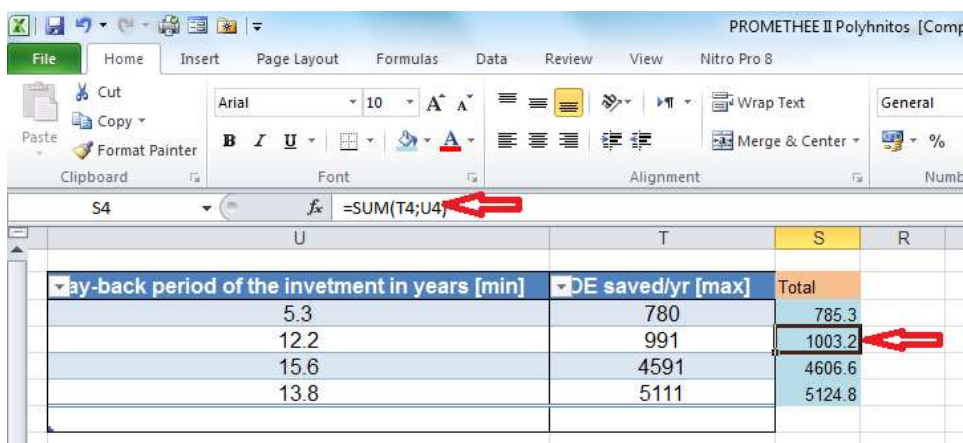 PROMETHEE II Polyhnitos [Comp
File Home Insert Page Layout Formulas Data Review View Nitro Pro 8
Paste
Cut
Copy
Format Painter
Clipboard
Arial 10 A A
B I U A
Font
Wrap Text
Merge & Center
Alignment
General
%
Numb
S4 fx =SUM(T4;U4)
U T S R
ay-back period of the invetment in years [min] OE saved/yr [max] Total
5.3 780 785.3
12.2 991 1003.2
15.6 4591 4606.6
13.8 5111 5124.8